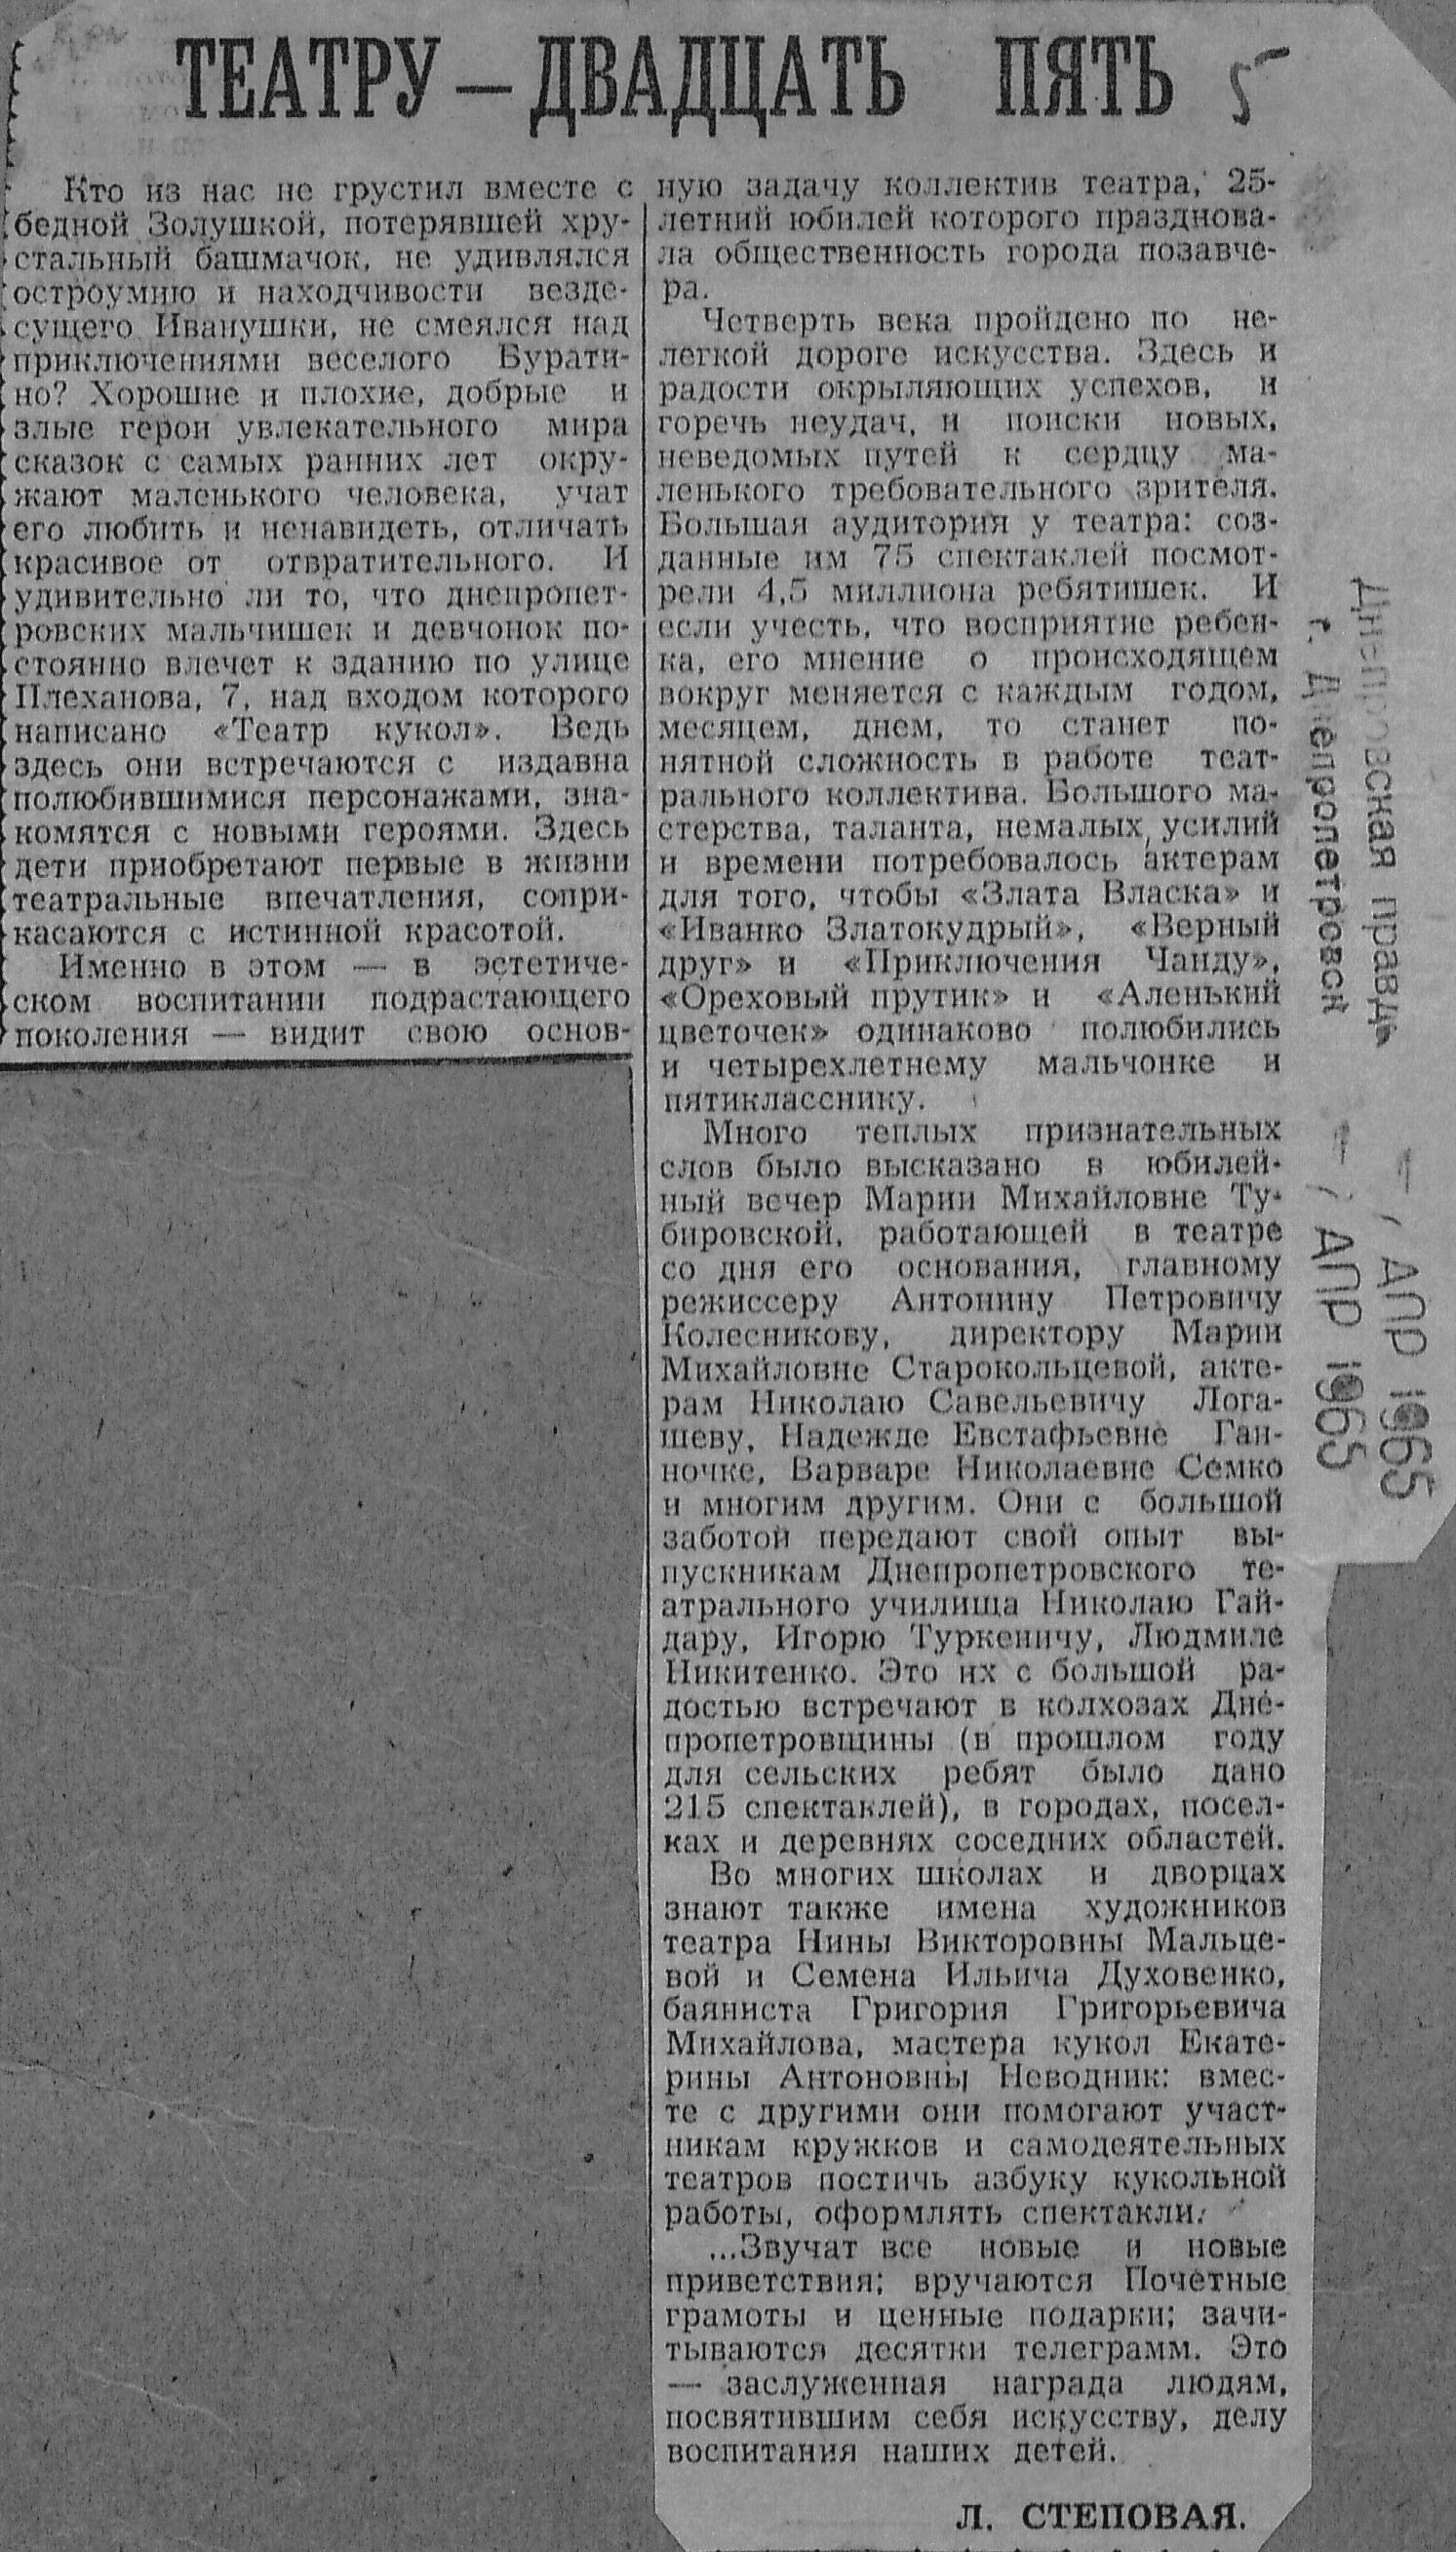 ТЕАТРУ — ДВАДЦАТЬ ПЯТЬ
5
Кто из нас не грустил вместе с
бедной Золушкой, потерявшей хру-
стальный башмачок, не удивлялся
остроумию и находчивости везде-
сущего Иванушки, не смеялся над
приключениями веселого Бурати-
но? Хорошие и плохие, добрые и
злые герои увлекательного мира
сказок с самых ранних лет окру-
жают маленького человека, учат
его любить и ненавидеть, отличать
красивое от отвратительного. И
удивительно ли то, что днепропет-
ровских мальчишек и девчонок по-
стоянно влечет к зданию по улице
Плеханова, 7, над входом которого
написано «Театр кукол». Ведь
здесь они встречаются с издавна
полюбившимися персонажами, зна-
комятся с новыми героями. Здесь
дети приобретают первые в жизни
театральные впечатления, сопри-
касаются с истинной красотой.
Именно в этом — в эстетиче-
ском воспитании подрастающего
поколения — видит свою основ-
ную задачу коллектив театра, 25-
летний юбилей которого праздновa-
ла общественность города позавче-
ра.
Четверть века пройдено по не-
легкой дороге искусства. Здесь и
радости окрыляющих успехов, и
горечь неудач, и поиски новых,
неведомых путей к сердцу ма-
ленького требовательного зрителя.
Большая аудитория у театра: соз-
данные им 75 спектаклей посмот-
рели 4,5 миллиона ребятишек. И
если учесть, что восприятие ребен-
ка, его мнение о происходящем
вокруг меняется с каждым годом,
месяцем, днем, то станет по-
нятной сложность в работе теат-
рального коллектива. Большого ма-
стерства, таланта, немалых усилий
и времени потребовалось актерам
для того, чтобы «Злата Власка» и
«Иванко Златокудрый», «Верный
друг» и «Приключения Чанду»,
«Ореховый прутик» и «Аленький
цветочек» одинаково полюбились
и четырехлетнему мальчонке и
пятикласснику.
Много теплых признательных
слов было высказано в юбилей-
ный вечер Марии Михайловне Ту-
бировской, работающей в театре
со дня его основания, главному
режиссеру Антонину Петровичу
Колесникову, директору Марии
Михайловне Старокольцевой, акте-
рам Николаю Савельевичу Лога-
шеву, Надежде Евстафьевне Ган-
ночке, Варваре Николаевне Семко
и многим другим. Они с большой
заботой передают свой опыт вы-
пускникам Днепропетровского те-
атрального училища Николаю Гай-
дару, Игорю Туркеничу, Людмиле
Никитенко. Это их с большой ра-
достью встречают в колхозах Дне-
пропетровщины (в прошлом году
для сельских ребят было дано
215 спектаклей), в городах, посел-
ках и деревнях соседних областей.
Во многих школах и дворцах
знают также имена художников
театра Нины Викторовны Мальце-
вой и Семена Ильича Духовенко,
баяниста Григория Григорьевича
Михайлова, мастера кукол Екате-
рины Антоновны Неводник: вмес-
те с другими они помогают участ-
никам кружков и самодеятельных
театров постичь азбуку кукольной
работы, оформлять спектакли.
...Звучат все новые и новые
приветствия; вручаются Почетные
грамоты и ценные подарки; зачи-
тываются десятки телеграмм. Это
— заслуженная награда людям,
посвятившим себя искусству, делу
воспитания наших детей.
Л. СТЕПОВАЯ.
Днепровская правда
г. Днепропетровск
АПР 1965
АПР 1965